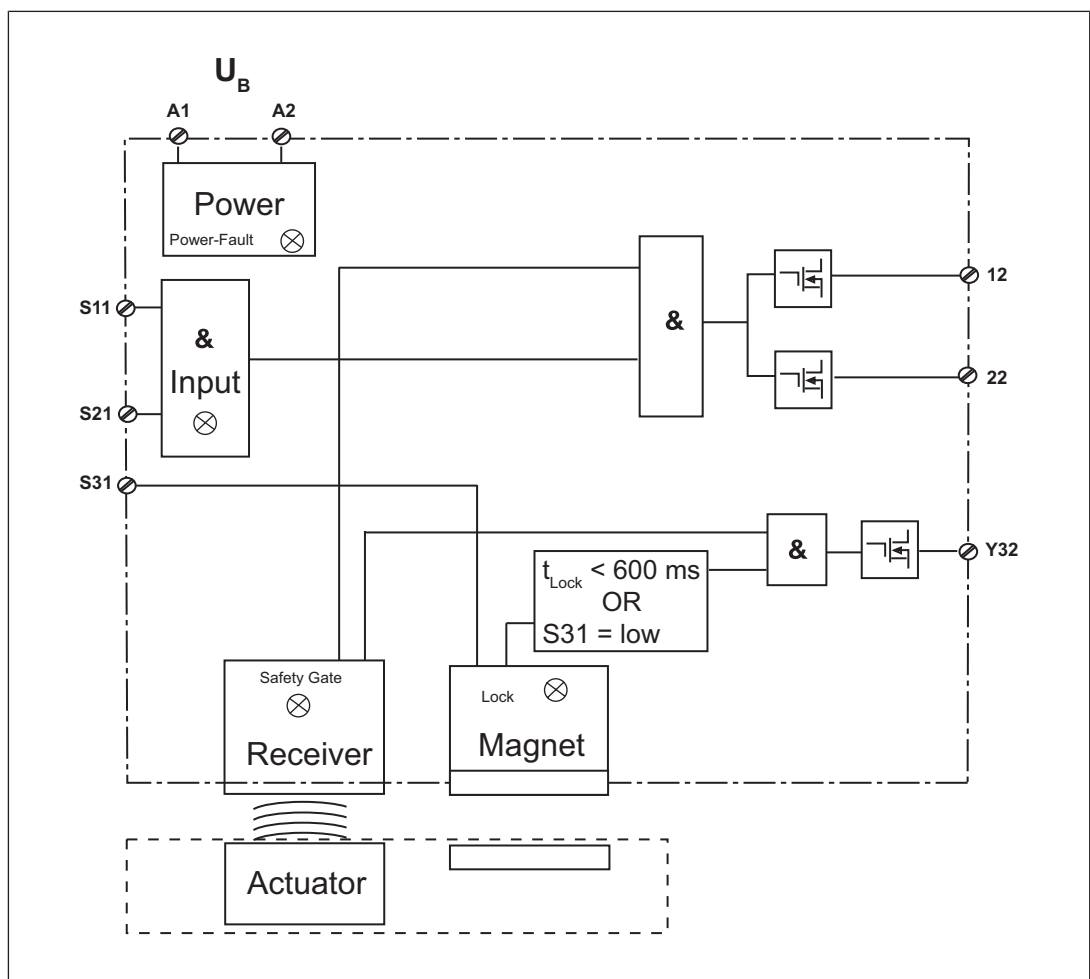 U_B
A1
A2
Power
Power-Fault
S11
&
Input
S21
S31
&
12
22
&
Y32
t_Lock < 600 ms
OR
S31 = low
Safety Gate
Receiver
Lock
Magnet
Actuator